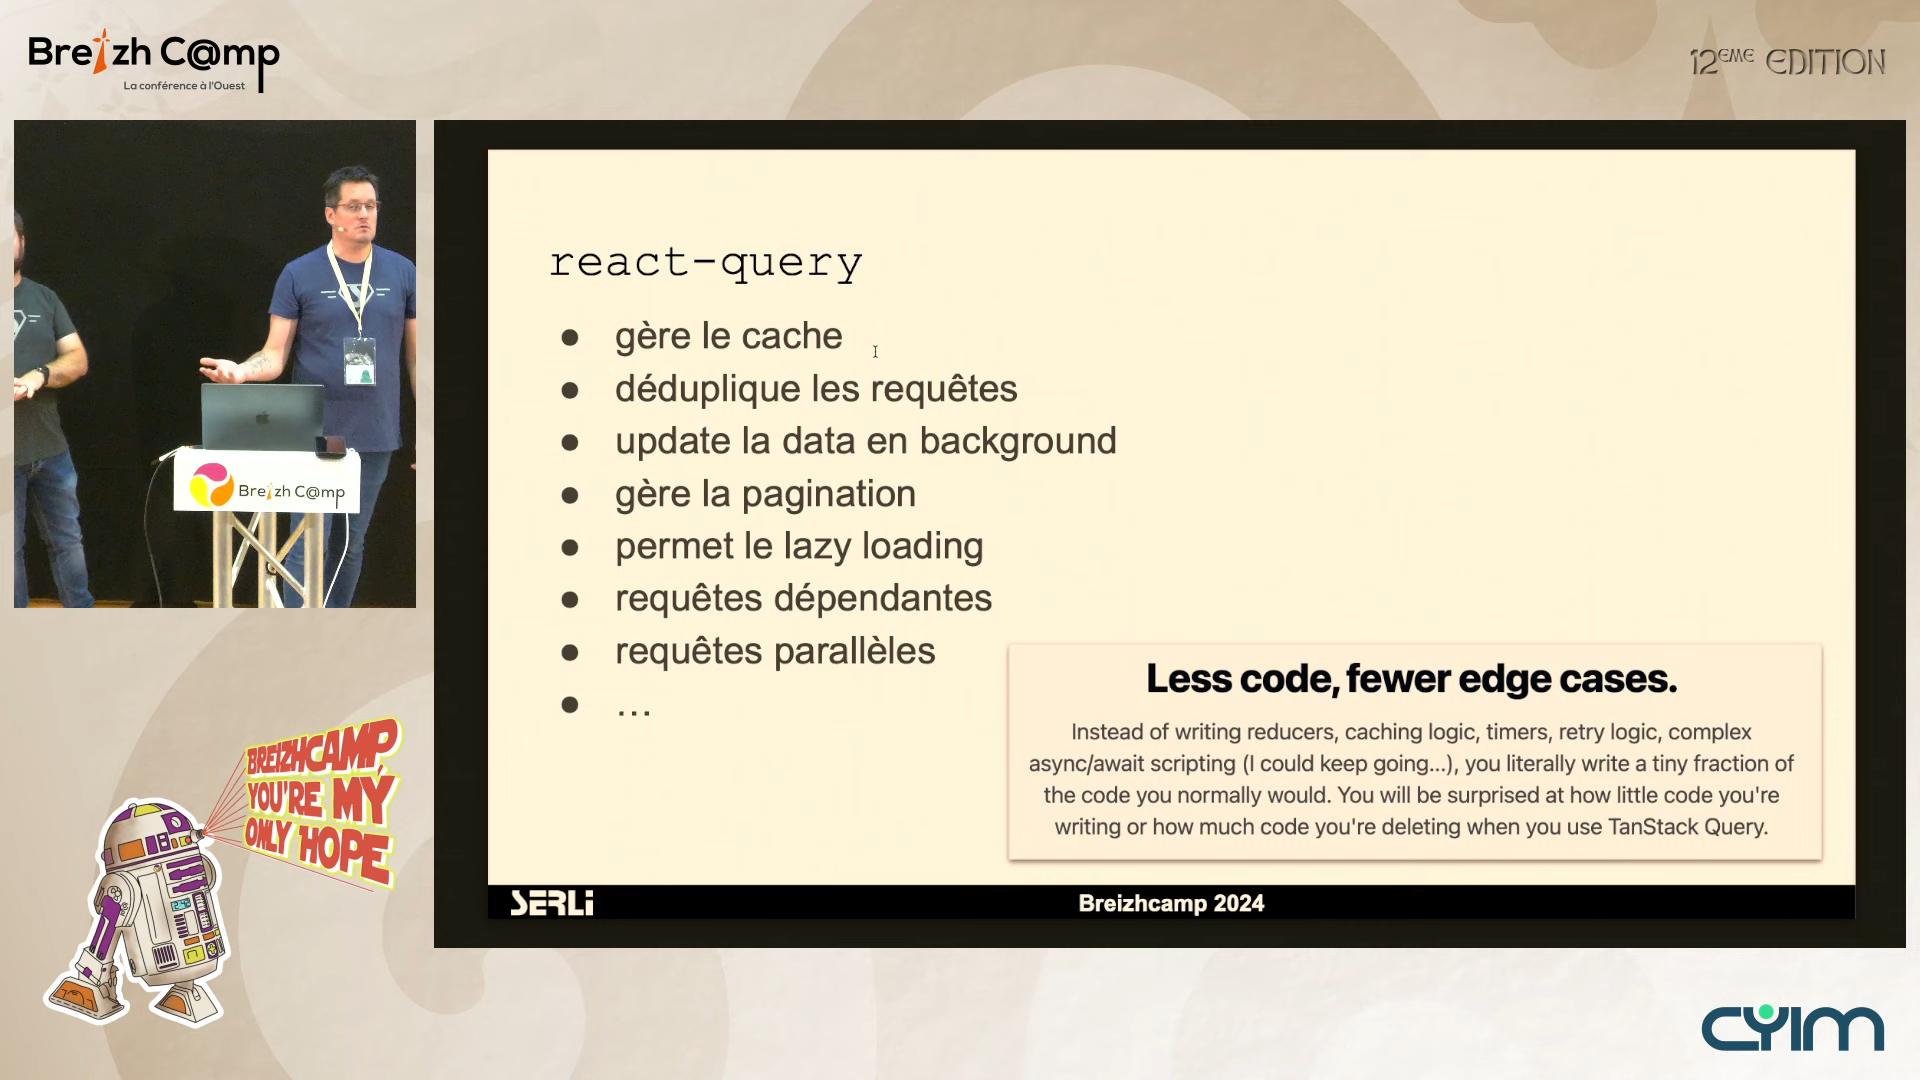 Breizh C@mp
La conférence à l'Ouest
12EME EDITION
Breizh C@mp
react-query
● gère le cache
● déduplique les requêtes
● update la data en background
● gère la pagination
● permet le lazy loading
● requêtes dépendantes
● requêtes parallèles
● ...
Less code, fewer edge cases.
Instead of writing reducers, caching logic, timers, retry logic, complex
async/await scripting (I could keep going...), you literally write a tiny fraction of
the code you normally would. You will be surprised at how little code you're
writing or how much code you're deleting when you use TanStack Query.
SERLi
Breizhcamp 2024
BREIZHCAMP,
YOU'RE MY
ONLY HOPE
CYIM